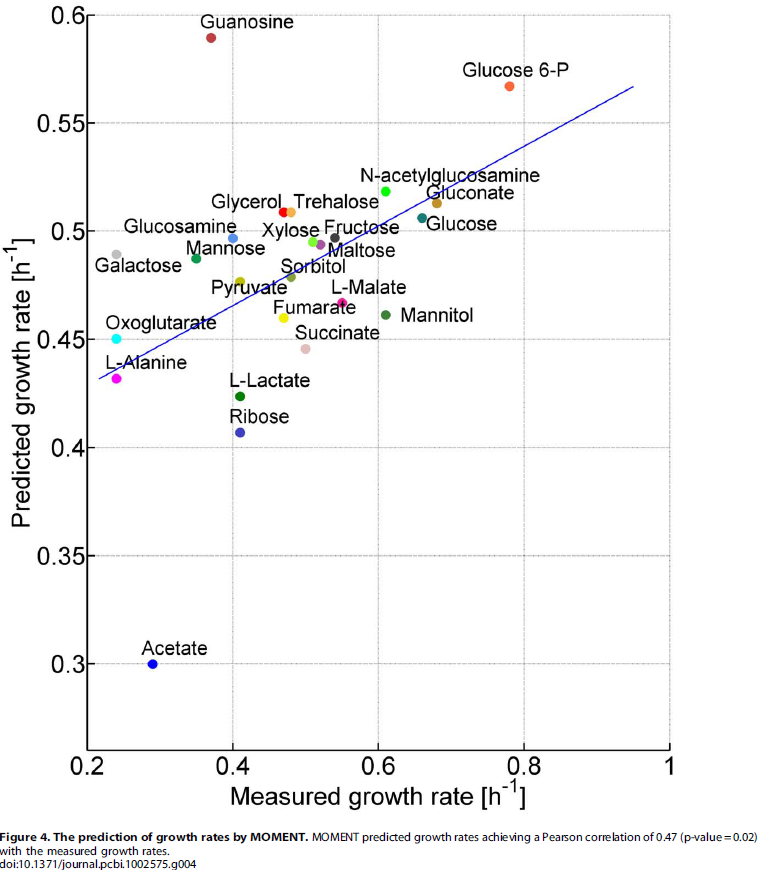 0.6
Guanosine
Glucose 6-P
0.55
N-acetylglucosamine
Gluconate
Glycerol Trehalose
Glucosamine
Xylose Fructose
Glucose
0.5
Mannose
Maltose
Galactose
Sorbitol
Pyruvate
L-Malate
Fumarate
Mannitol
Oxoglutarate
Succinate
0.45
L-Alanine
L-Lactate
Ribose
0.4
0.35
Acetate
0.3
0.2 0.4 0.6 0.8 1
Measured growth rate [h-1]
Predicted growth rate [h-1]
Figure 4. The prediction of growth rates by MOMENT. MOMENT predicted growth rates achieving a Pearson correlation of 0.47 (p-value = 0.02)
with the measured growth rates.
doi:10.1371/journal.pcbi.1002575.g004